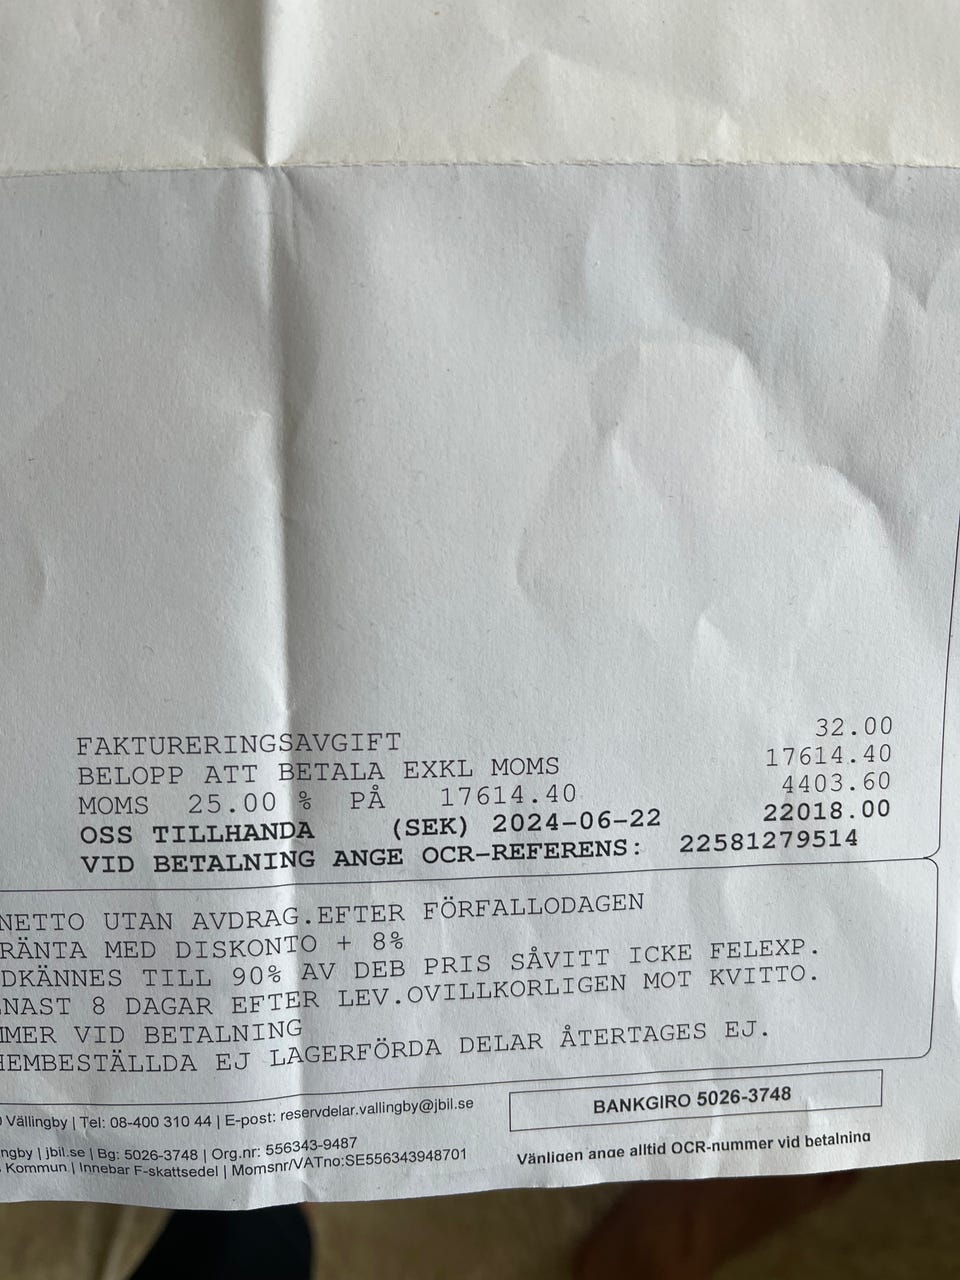 FAKTURERINGSAVGIFT 32.00
BELOPP ATT BETALA EXKL MOMS 17614.40
MOMS 25.00 % PÅ 17614.40 4403.60
OSS TILLHANDA (SEK) 2024-06-22 22018.00
VID BETALNING ANGE OCR-REFERENS: 22581279514
NETTO UTAN AVDRAG.EFTER FÖRFALLODAGEN
RÄNTA MED DISKONTO + 8%
DKÄNNES TILL 90% AV DEB PRIS SÅVITT ICKE FELEXP.
NAST 8 DAGAR EFTER LEV.OVILLKORLIGEN MOT KVITTO.
MER VID BETALNING
HEMBESTÄLLDA EJ LAGERFÖRDA DELAR ÅTERTAGES EJ.
Vällingby | Tel: 08-400 310 44 | E-post: reservdelar.vallingby@jbil.se
BANKGIRO 5026-3748
ngby | jbil.se | Bg: 5026-3748 | Org.nr: 556343-9487
Kommun | Innebar F-skattsedel | Momsnr/VATno:SE556343948701
Vänligen ange alltid OCR-nummer vid betalning